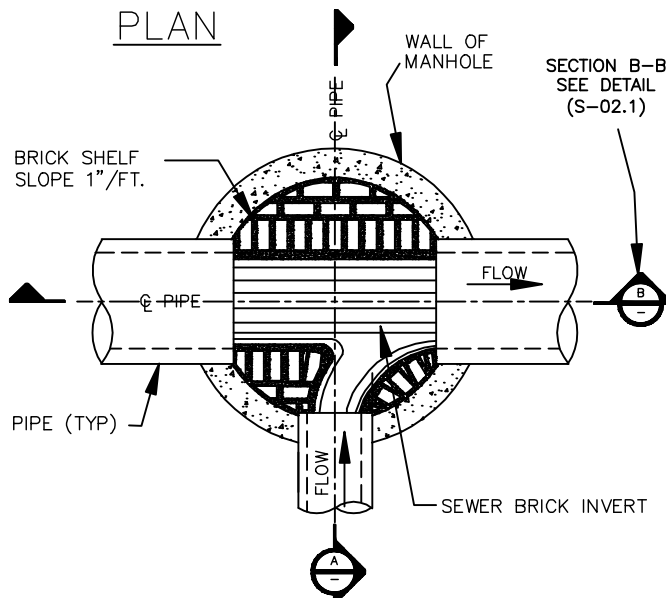 PLAN
WALL OF
MANHOLE
SECTION B-B
SEE DETAIL
(S-02.1)
℄ PIPE
BRICK SHELF
SLOPE 1"/FT.
FLOW
℄ PIPE
B
-
PIPE (TYP)
FLOW
SEWER BRICK INVERT
A
-